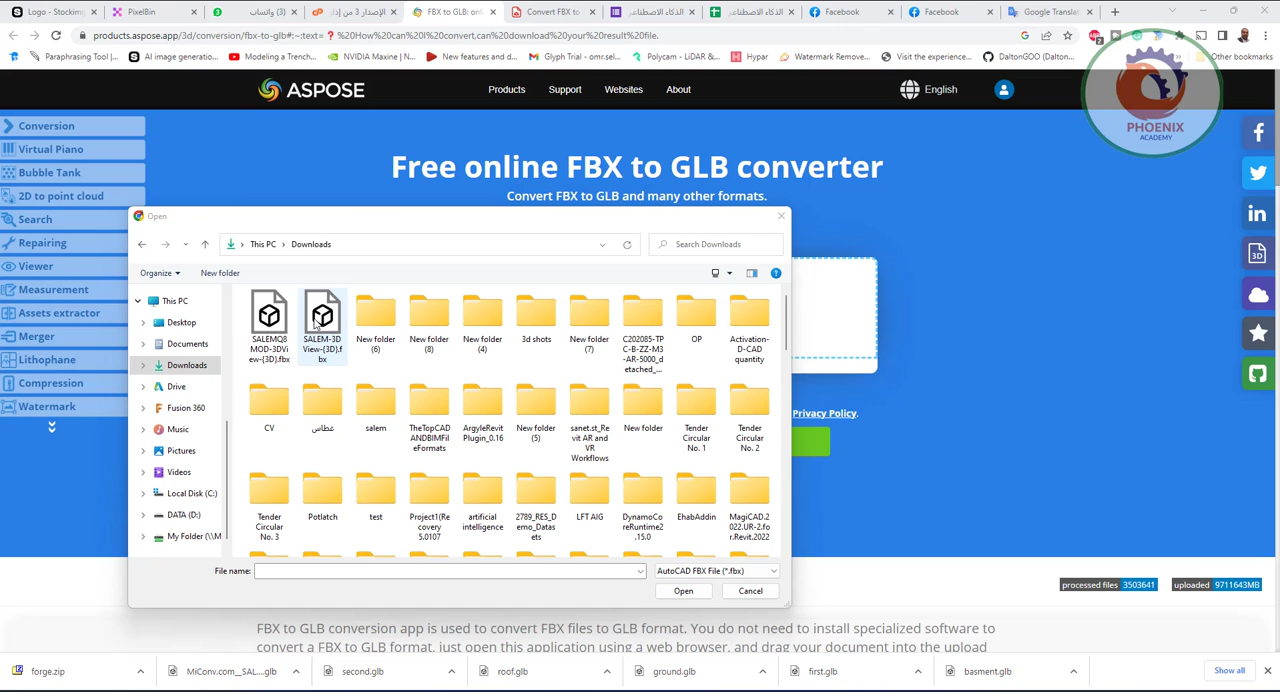 Logo - Stocking
PixelBin
(3) واتساب
الإصدار 3 من إدار
FBX to GLB: onl
Convert FBX to
الذكاء الاصطناعي
الذكاء الاصطناعي
Facebook
Facebook
Google Translat
products.aspose.app/3d/conversion/fbx-to-glb#:~:text=❓%20How%20can%20I%20convert,can%20download%20your%20result%20file.
Paraphrasing Tool |...
AI image generatio...
Modeling a Trench...
NVIDIA Maxine | N...
New features and d...
Glyph Trial - omr.sel...
Polycam - LiDAR &...
Hypar
Watermark Remove...
Visit the experience...
DaltonGOO (Dalton...
Other bookmarks
ASPOSE
Products
Support
Websites
About
English
PHOENIX
ACADEMY
Conversion
Virtual Piano
Bubble Tank
2D to point cloud
Search
Repairing
Viewer
Measurement
Assets extractor
Merger
Lithophane
Compression
Watermark
Free online FBX to GLB converter
Convert FBX to GLB and many other formats.
Privacy Policy.
Open
This PC
Downloads
Search Downloads
Organize
New folder
This PC
Desktop
Documents
Downloads
Drive
Fusion 360
Music
Pictures
Videos
Local Disk (C:)
DATA (D:)
My Folder (\\M
SALEMQ8
MOD-3DVi
ew-{3D}.fbx
SALEM-3D
View-{3D}.f
bx
New folder
(6)
New folder
(8)
New folder
(4)
3d shots
New folder
(7)
C202085-TP
C-B-ZZ-M3
-AR-5000_d
etached_...
OP
Activation-
D-CAD
quantity
CV
غطاس
salem
TheTopCAD
ANDBIMFil
eFormats
ArgyleRevit
Plugin_0.16
New folder
(5)
sanet.st_Re
vit AR and
VR
Workflows
New folder
Tender
Circular
No. 1
Tender
Circular
No. 2
Tender
Circular
No. 3
Potlatch
test
Project1(Re
covery
5.0107
artificial
intelligence
2789_RES_D
emo_Datas
ets
LFT AIG
DynamoCo
reRuntime2
.15.0
EhabAddin
MagiCAD.2
022.UR-2.fo
r.Revit.2022
File name:
AutoCAD FBX File (*.fbx)
Open
Cancel
3D
processed files 3503641
uploaded 9711643MB
FBX to GLB conversion app is used to convert FBX files to GLB format. You do not need to install specialized software to
convert a FBX to GLB format, just open this application using a web browser, and drag your document into the upload
forge.zip
MiConv.com__SAL....glb
second.glb
roof.glb
ground.glb
first.glb
basment.glb
Show all